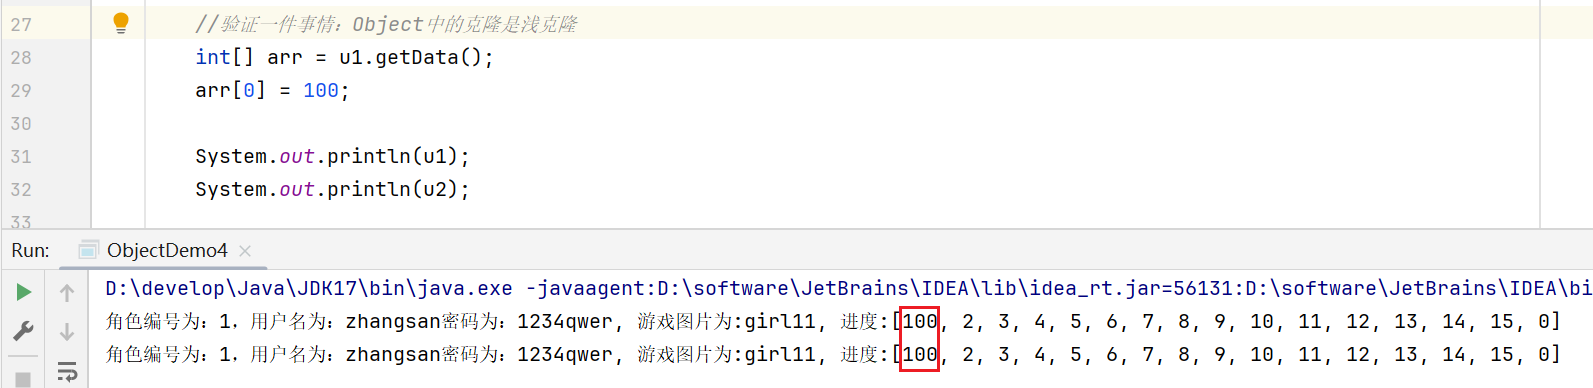 27 //验证一件事情：Object中的克隆是浅克隆
28 int[] arr = u1.getData();
29 arr[0] = 100;
30
31 System.out.println(u1);
32 System.out.println(u2);
33
Run: ObjectDemo4
D:\develop\Java\JDK17\bin\java.exe -javaagent:D:\software\JetBrains\IDEA\lib\idea_rt.jar=56131:D:\software\JetBrains\IDEA\bi
角色编号为：1，用户名为：zhangsan密码为：1234qwer, 游戏图片为:girl11, 进度:[100, 2, 3, 4, 5, 6, 7, 8, 9, 10, 11, 12, 13, 14, 15, 0]
角色编号为：1，用户名为：zhangsan密码为：1234qwer, 游戏图片为:girl11, 进度:[100, 2, 3, 4, 5, 6, 7, 8, 9, 10, 11, 12, 13, 14, 15, 0]